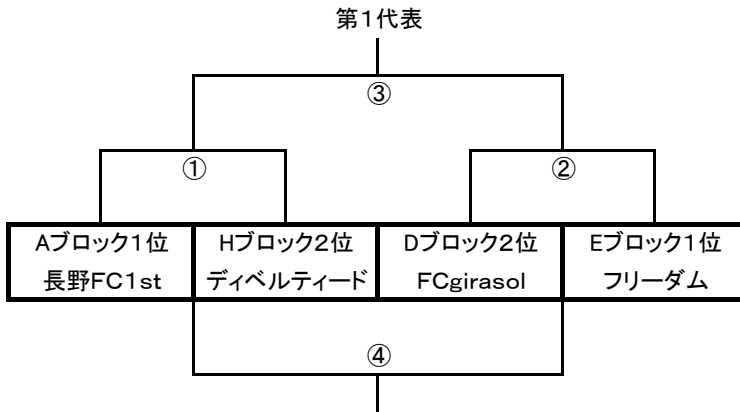 第1代表
③
①
②
Aブロック1位
長野FC1st
Hブロック2位
ディベルティード
Dブロック2位
FCgirasol
Eブロック1位
フリーダム
④